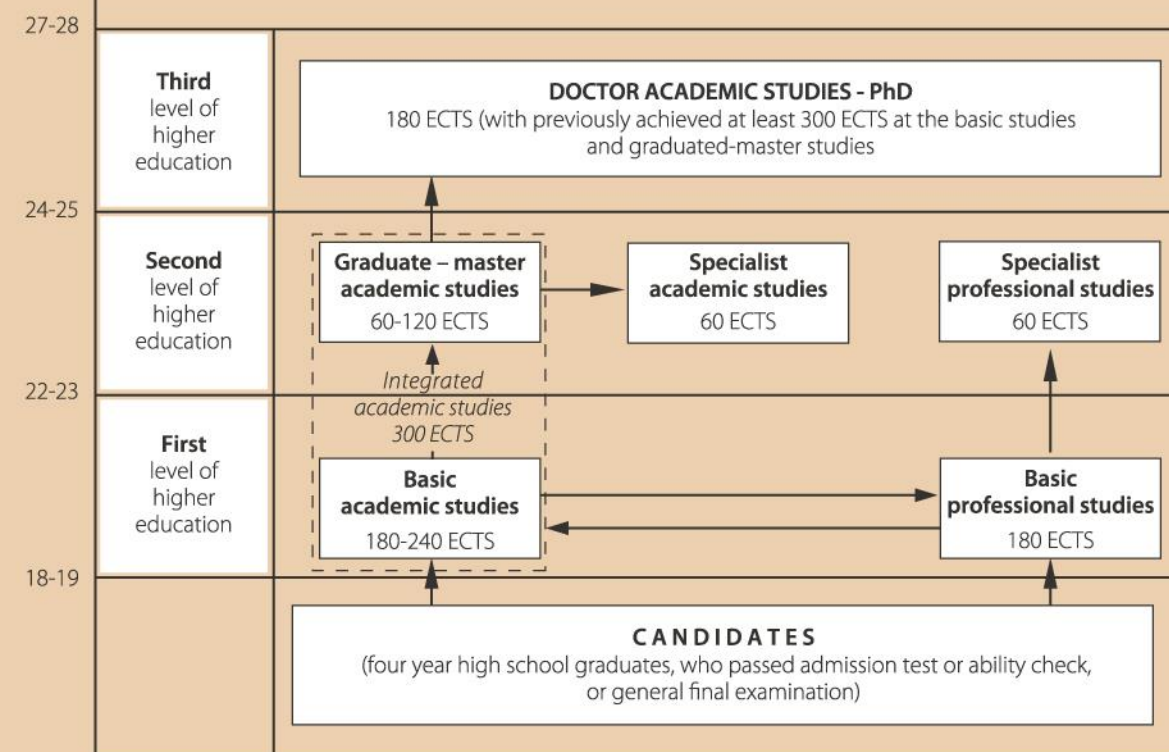 27-28
Third
level of
higher
education
DOCTOR ACADEMIC STUDIES - PhD
180 ECTS (with previously achieved at least 300 ECTS at the basic studies
and graduated-master studies
24-25
Second
level of
higher
education
Graduate – master
academic studies
60-120 ECTS
Specialist
academic studies
60 ECTS
Specialist
professional studies
60 ECTS
22-23
Integrated
academic studies
300 ECTS
First
level of
higher
education
Basic
academic studies
180-240 ECTS
Basic
professional studies
180 ECTS
18-19
CANDIDATES
(four year high school graduates, who passed admission test or ability check,
or general final examination)